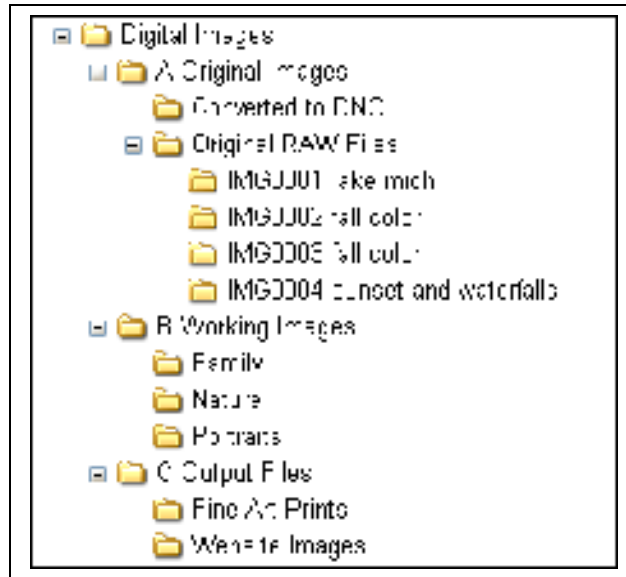 Digital Images
A Original Images
Converted to DNG
Original RAW Files
IMG0001 lake mich
IMG0002 fall color
IMG0003 fall color
IMG0004 sunset and waterfalls
B Working Images
Family
Nature
Portraits
C Output Files
Fine Art Prints
Website Images